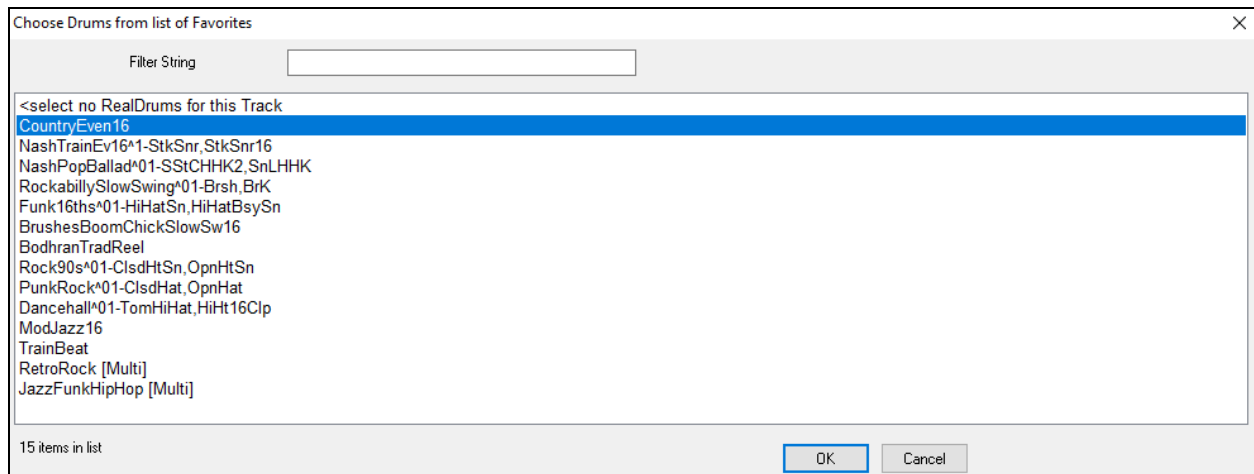 Choose Drums from list of Favorites
Filter String
<select no RealDrums for this Track
CountryEven16
NashTrainEv16^1-StkSnr,StkSnr16
NashPopBallad^01-SStCHHK2,SnLHHK
RockabillySlowSwing^01-Brsh,BrK
Funk16ths^01-HiHatSn,HiHatBsySn
BrushesBoomChickSlowSw16
BodhranTradReel
Rock90s^01-ClsdHtSn,OpnHtSn
PunkRock^01-ClsdHat,OpnHat
Dancehall^01-TomHiHat,HiHt16Clp
ModJazz16
TrainBeat
RetroRock [Multi]
JazzFunkHipHop [Multi]
15 items in list
OK Cancel